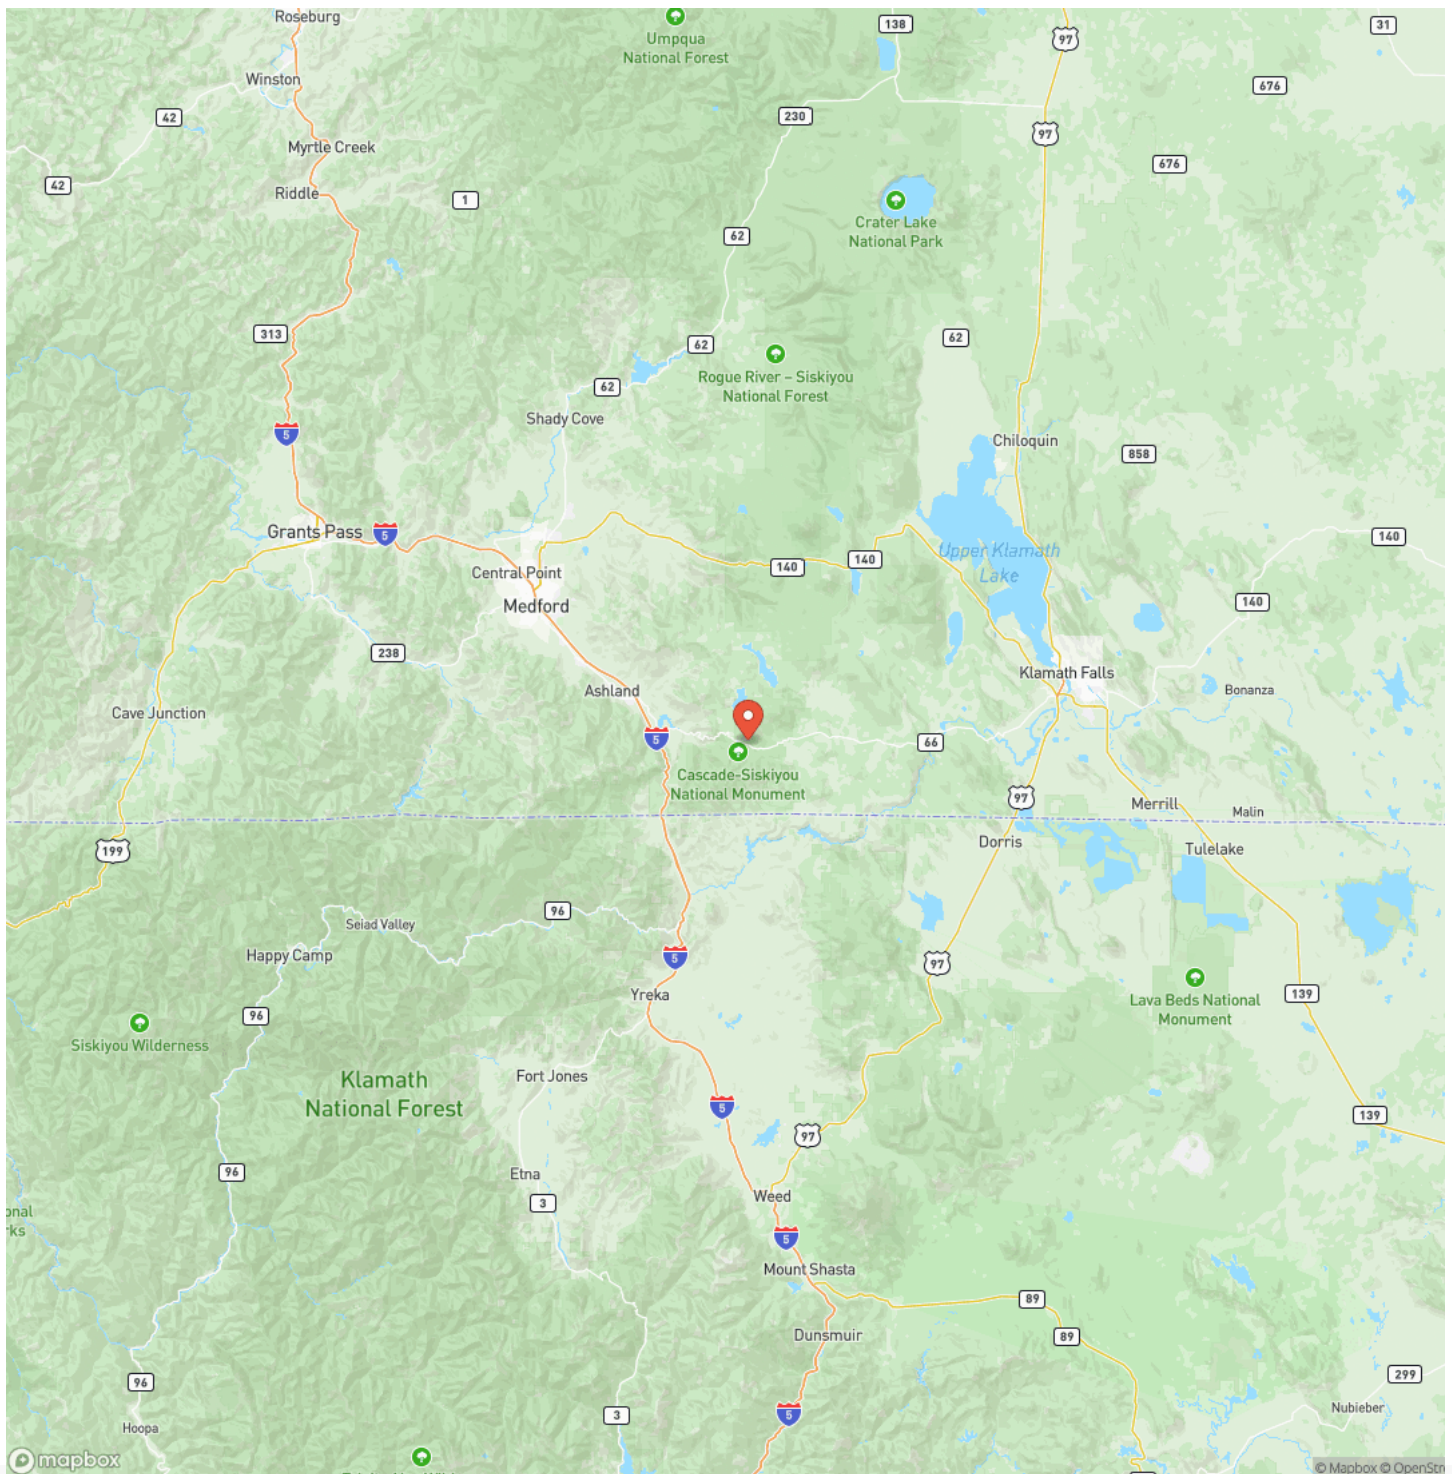 Roseburg
Umpqua
National Forest
138
97
31
Winston
676
42
230
97
Myrtle Creek
676
42
Riddle
1
62
Crater Lake
National Park
313
62
62
Rogue River – Siskiyou
National Forest
62
Shady Cove
5
Chiloquin
858
Grants Pass
5
140
Upper Klamath
Lake
140
140
Central Point
Medford
140
238
Klamath Falls
Ashland
Bonanza
Cave Junction
5
66
Cascade-Siskiyou
National Monument
97
Merrill
Malin
199
Dorris
Tulelake
96
Seiad Valley
Happy Camp
5
97
Yreka
139
Lava Beds National
Monument
96
Siskiyou Wilderness
Klamath
National Forest
Fort Jones
5
139
97
96
Etna
Weed
3
onal
rks
5
Mount Shasta
89
Dunsmuir
89
96
299
3
5
Nubieber
Hoopa
mapbox
© Mapbox © OpenStre